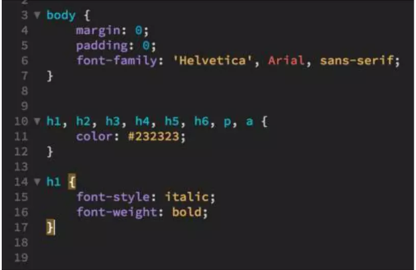 3 ▼ body {
4 margin: 0;
5 padding: 0;
6 font-family: 'Helvetica', Arial, sans-serif;
7 }
8
9
10 ▼ h1, h2, h3, h4, h5, h6, p, a {
11 color: #232323;
12 }
13
14 ▼ h1 {
15 font-style: italic;
16 font-weight: bold;
17 }
18
19